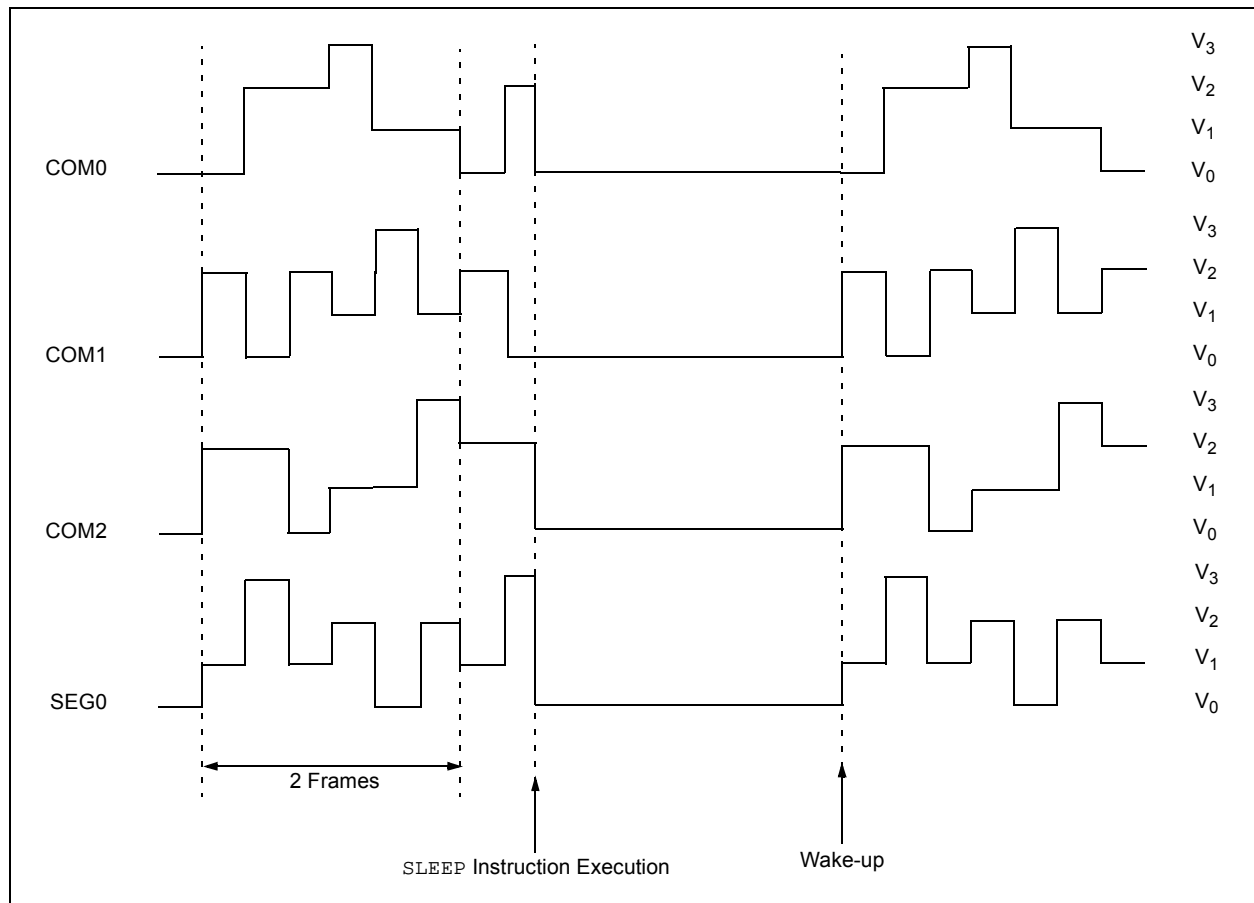 V3
V2
V1
COM0 V0
V3
V2
V1
COM1 V0
V3
V2
V1
COM2 V0
V3
V2
V1
SEG0 V0
2 Frames
SLEEP Instruction Execution Wake-up